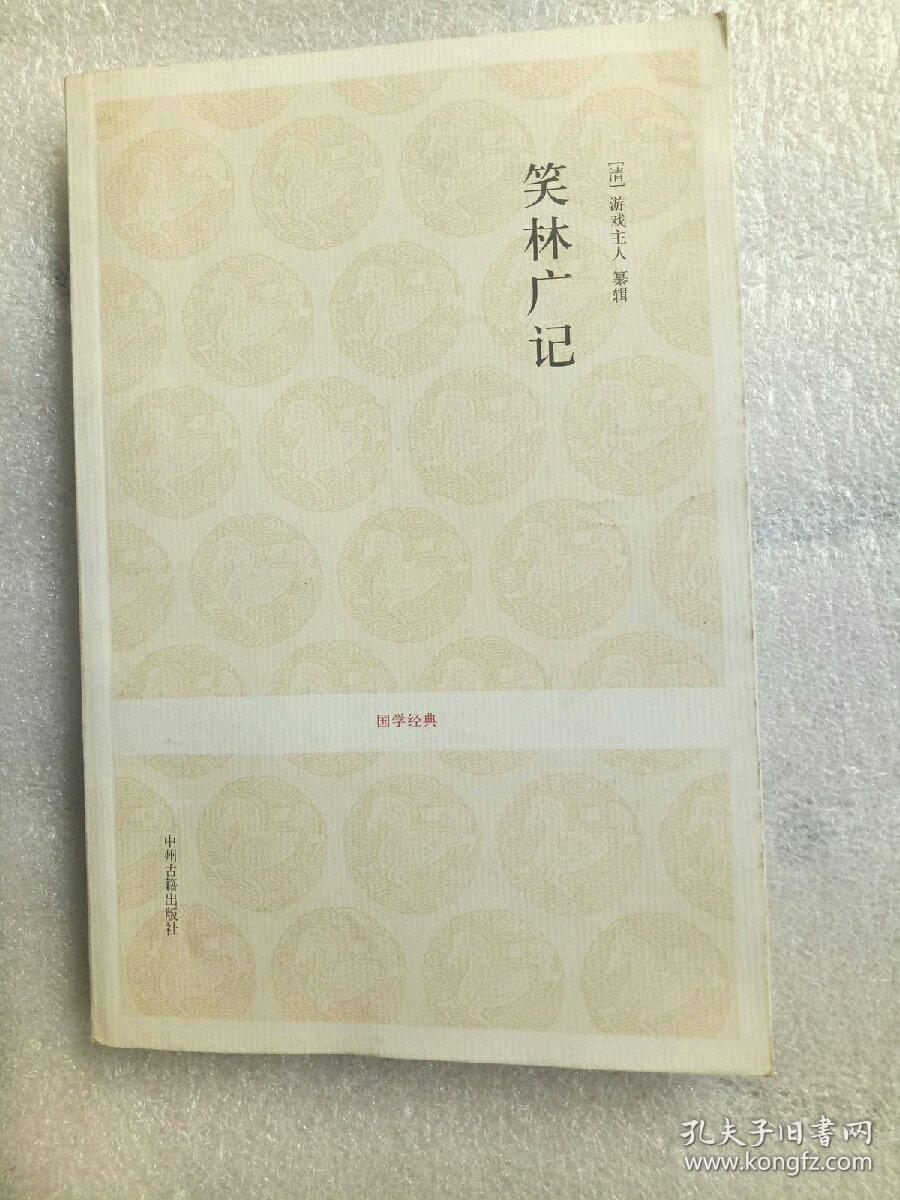 [清]游戏主人 纂辑
笑林广记
国学经典
中州古籍出版社
孔夫子旧書网
www.kongfz.com